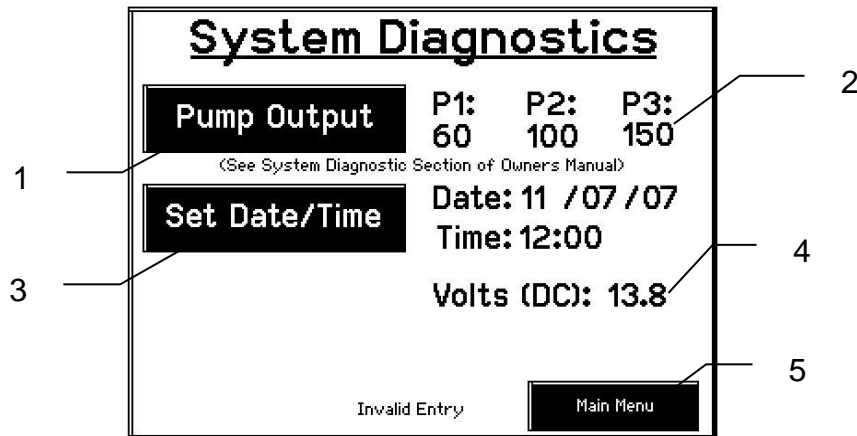 System Diagnostics
Pump Output
P1: P2: P3:
60 100 150
(See System Diagnostic Section of Owners Manual)
Set Date/Time
Date: 11 /07/07
Time: 12:00
Volts (DC): 13.8
Invalid Entry
Main Menu
1
2
3
4
5